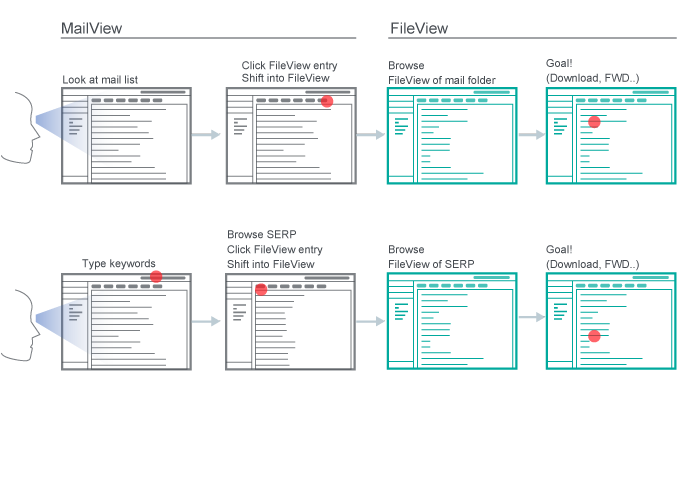 MailView
FileView
Look at mail list
Click FileView entry
Shift into FileView
Browse
FileView of mail folder
Goal!
(Download, FWD..)
Type keywords
Browse SERP
Click FileView entry
Shift into FileView
Browse
FileView of SERP
Goal!
(Download, FWD..)